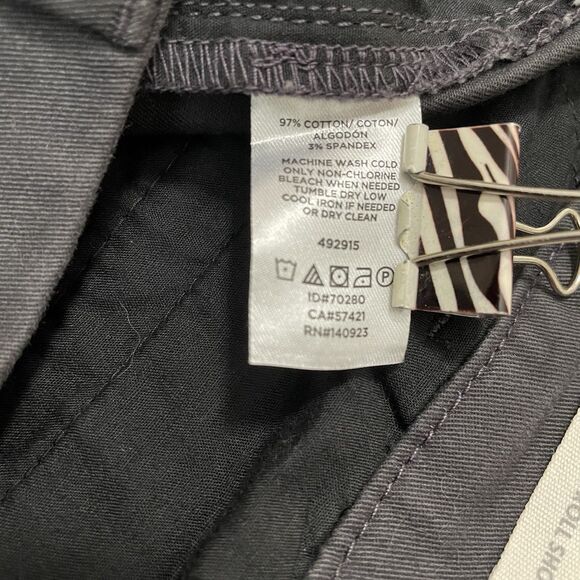 97% COTTON/ COTON/
ALGODÓN
3% SPANDEX
MACHINE WASH COLD
ONLY NON-CHLORINE
BLEACH WHEN NEEDED
TUMBLE DRY LOW
COOL IRON IF NEEDED
OR DRY CLEAN
492915
ID#70280
CA#57421
RN#140923